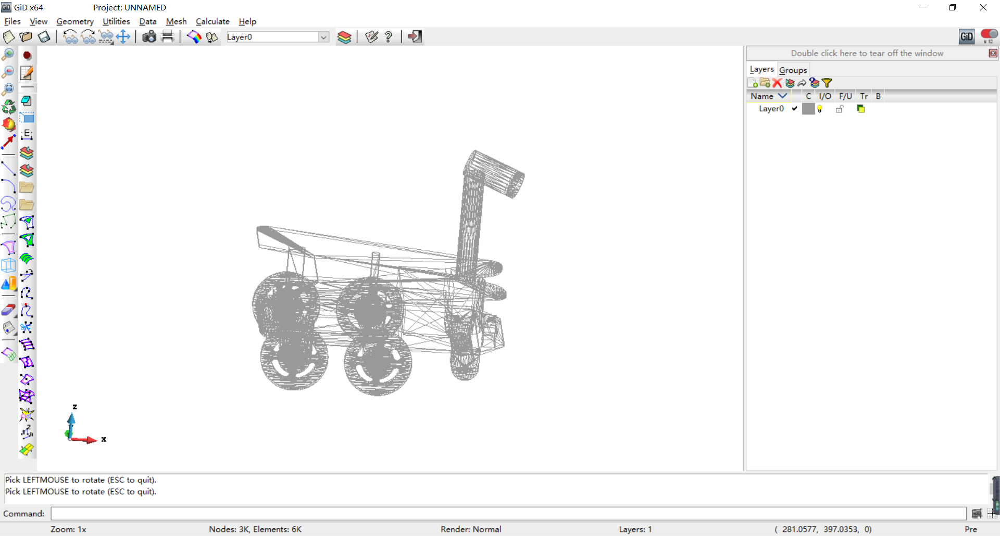 GiD x64 Project: UNNAMED
Files View Geometry Utilities Data Mesh Calculate Help
Layer0
GiD
v 12
Double click here to tear off the window
Layers Groups
Name C I/O F/U Tr B
Layer0
E
z
x
2
Pick LEFTMOUSE to rotate (ESC to quit).
Pick LEFTMOUSE to rotate (ESC to quit).
Command:
Zoom: 1x Nodes: 3K, Elements: 6K Render: Normal Layers: 1 ( 281.0577, 397.0353, 0) Pre